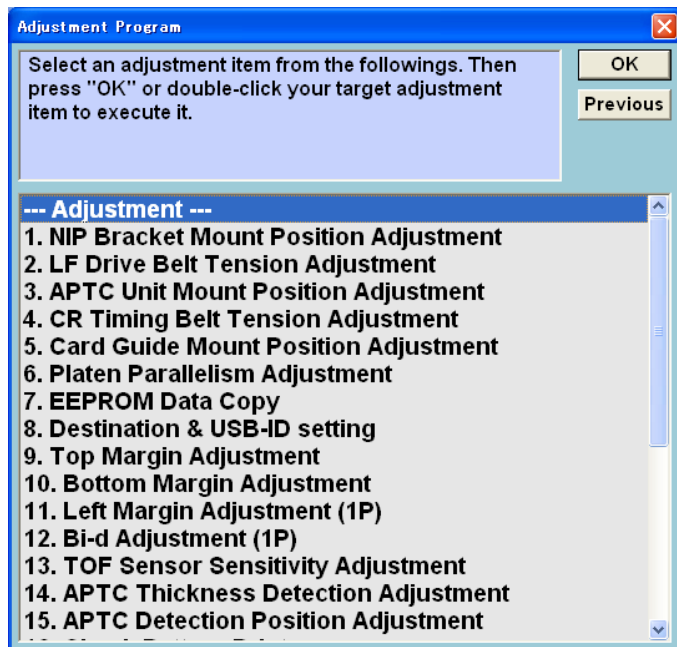 Adjustment Program
Select an adjustment item from the followings. Then
press "OK" or double-click your target adjustment
item to execute it.
OK
Previous
--- Adjustment ---
1. NIP Bracket Mount Position Adjustment
2. LF Drive Belt Tension Adjustment
3. APTC Unit Mount Position Adjustment
4. CR Timing Belt Tension Adjustment
5. Card Guide Mount Position Adjustment
6. Platen Parallelism Adjustment
7. EEPROM Data Copy
8. Destination & USB-ID setting
9. Top Margin Adjustment
10. Bottom Margin Adjustment
11. Left Margin Adjustment (1P)
12. Bi-d Adjustment (1P)
13. TOF Sensor Sensitivity Adjustment
14. APTC Thickness Detection Adjustment
15. APTC Detection Position Adjustment